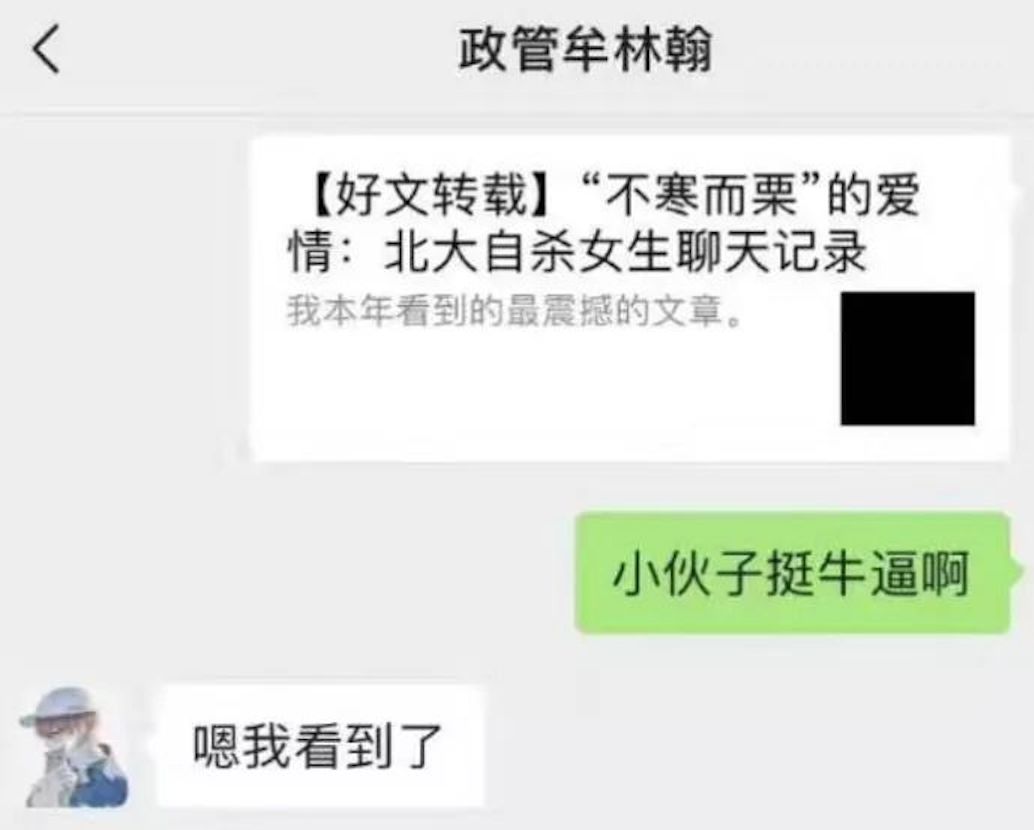 政管牟林翰
【好文转载】“不寒而栗”的爱
情：北大自杀女生聊天记录
我本年看到的最震撼的文章。
小伙子挺牛逼啊
嗯我看到了